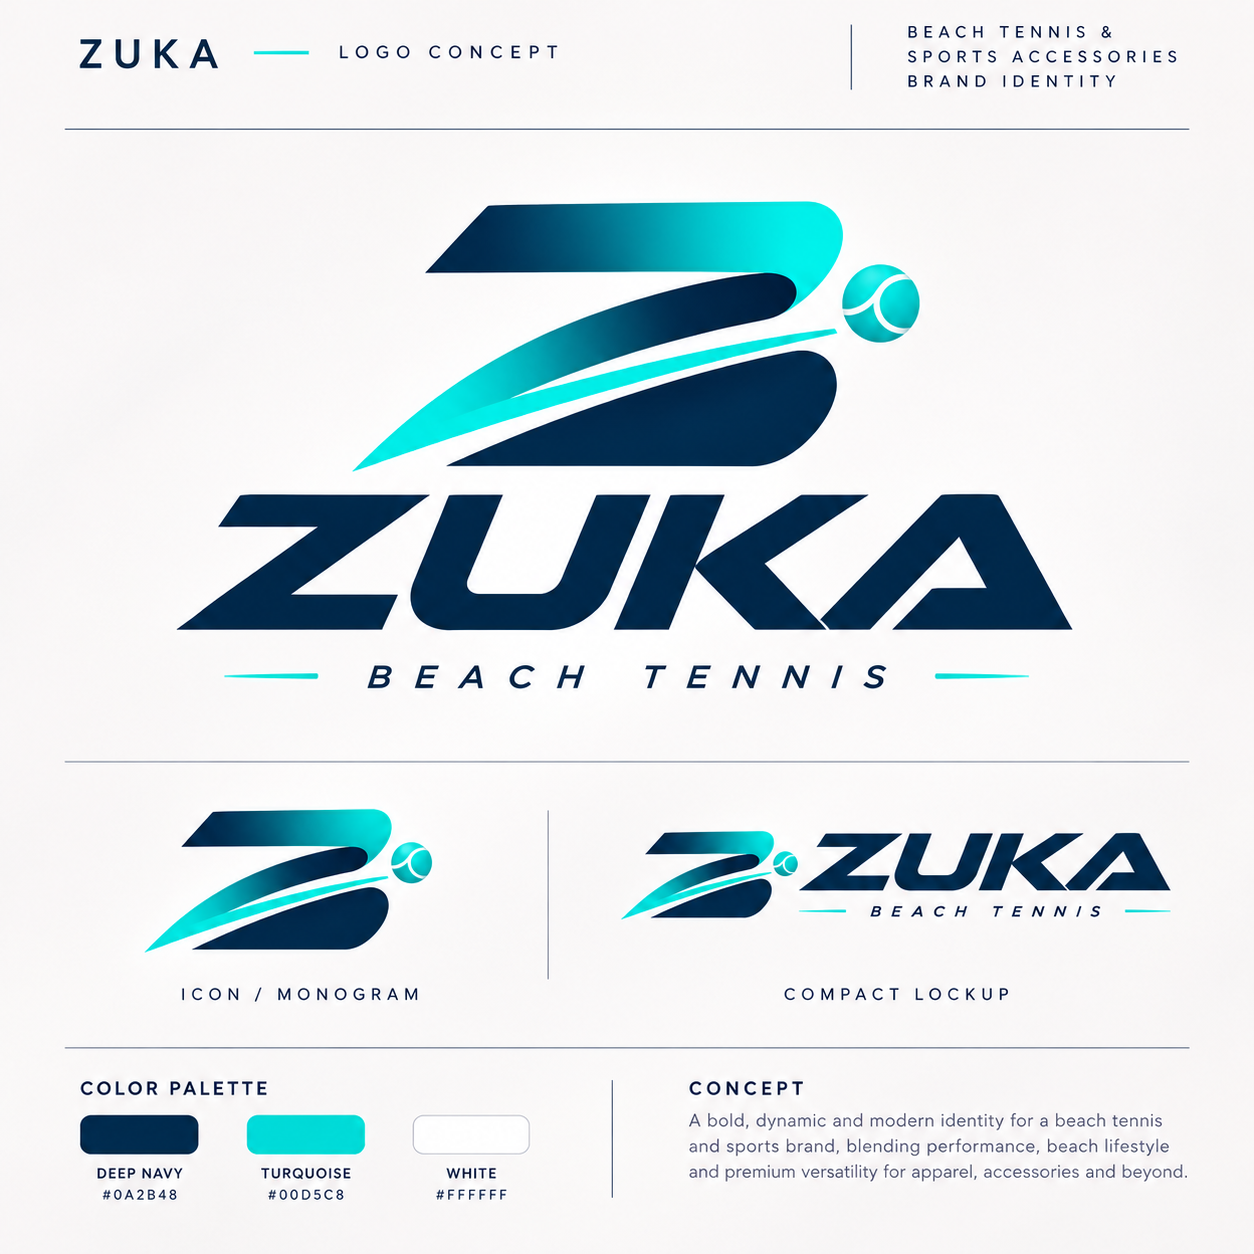 ZUKA
LOGO CONCEPT
BEACH TENNIS &
SPORTS ACCESSORIES
BRAND IDENTITY
ZUKA
BEACH TENNIS
ICON / MONOGRAM
ZUKA
BEACH TENNIS
COMPACT LOCKUP
COLOR PALETTE
DEEP NAVY
#0A2B48
TURQUOISE
#00D5C8
WHITE
#FFFFFF
CONCEPT
A bold, dynamic and modern identity for a beach tennis
and sports brand, blending performance, beach lifestyle
and premium versatility for apparel, accessories and beyond.